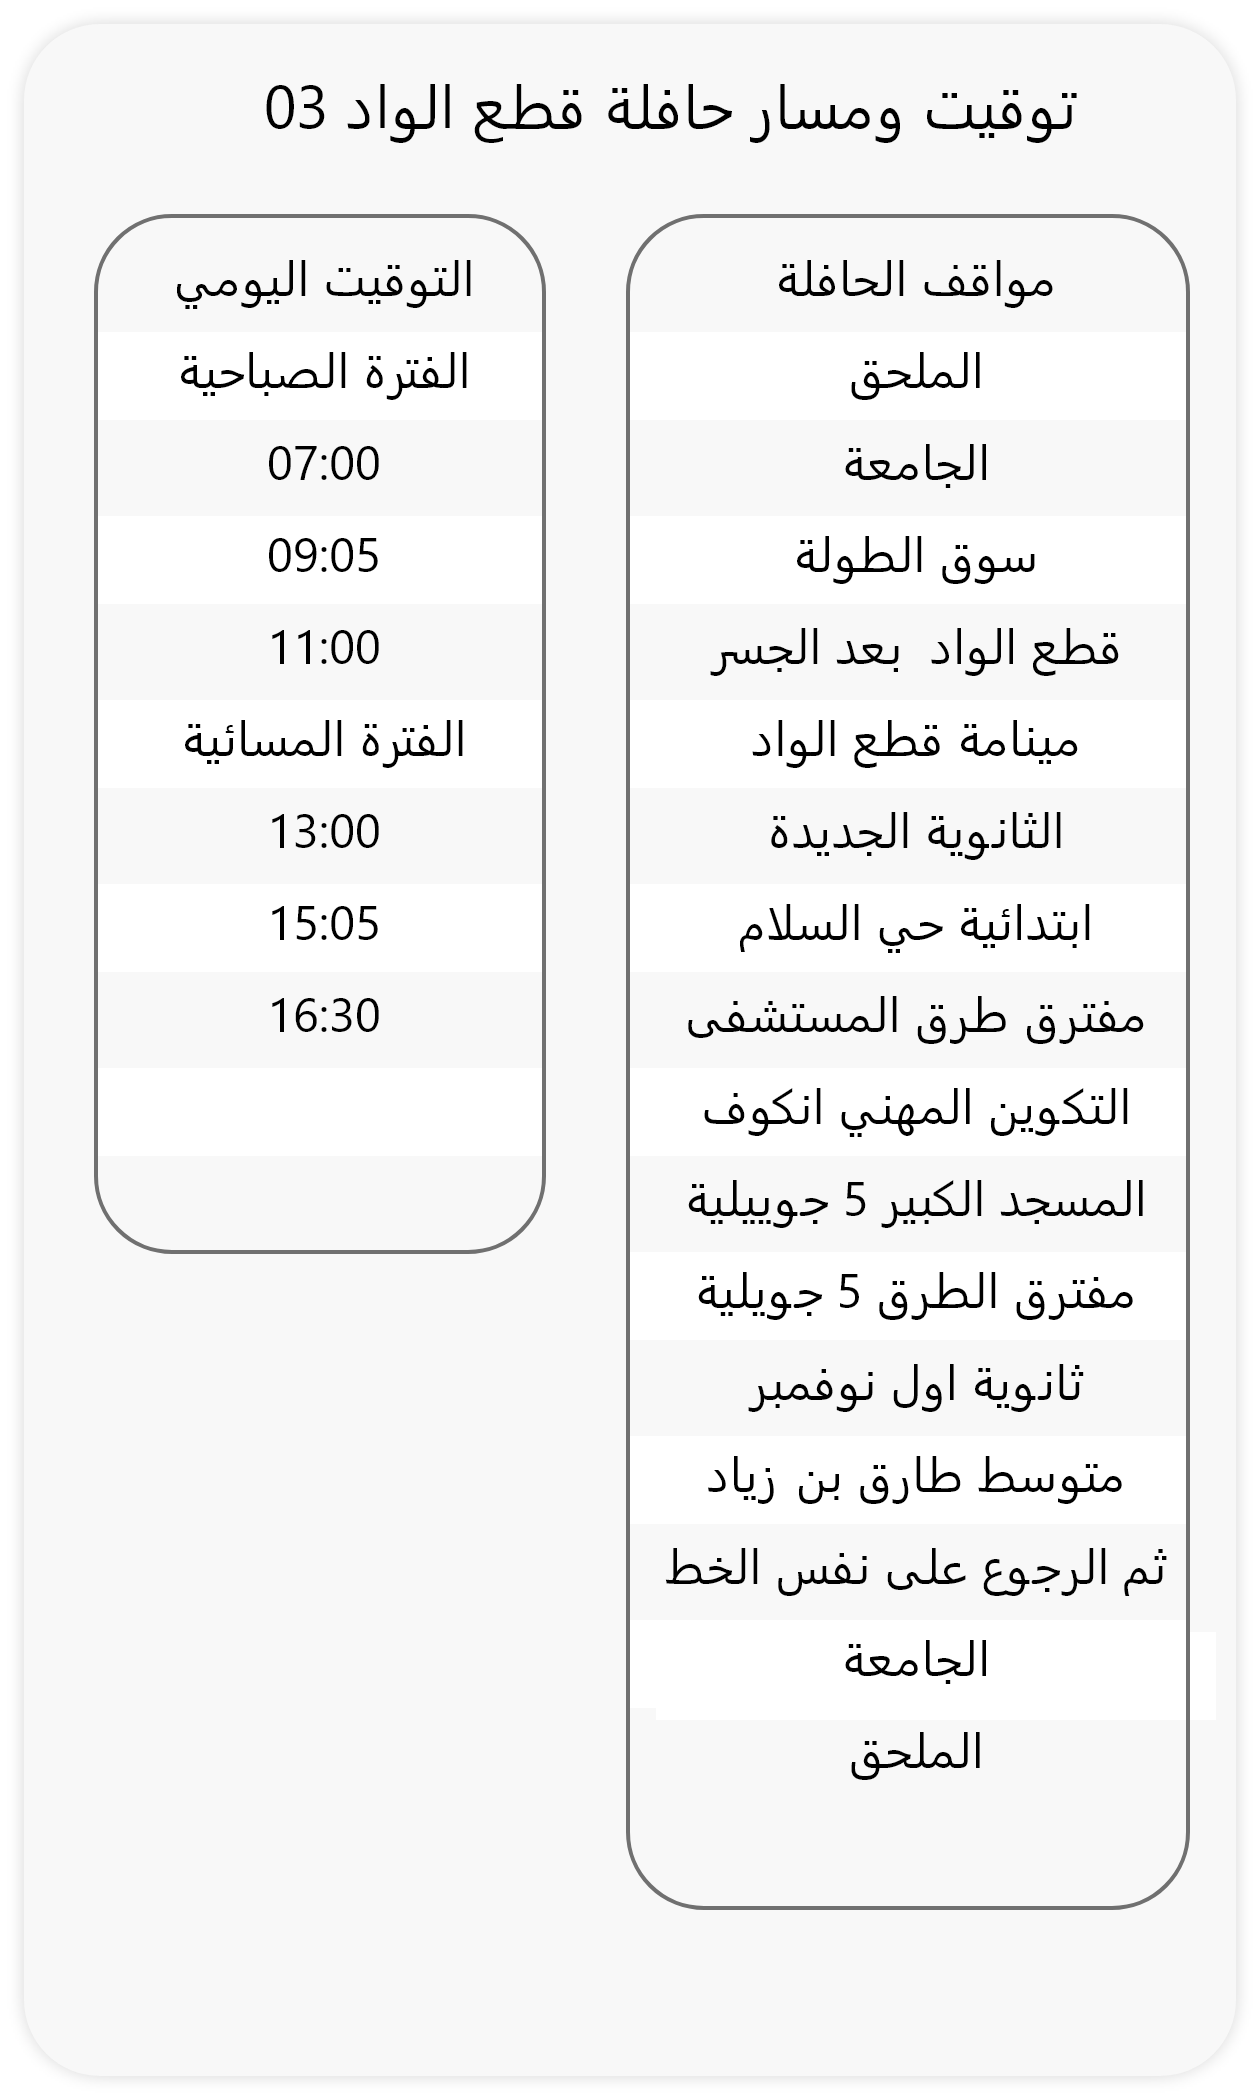 توقيت ومسار حافلة قطع الواد 03
مواقف الحافلة
الملحق
الجامعة
سوق الطولة
قطع الواد بعد الجسر
مينامة قطع الواد
الثانوية الجديدة
ابتدائية حي السلام
مفترق طرق المستشفى
التكوين المهني انكوف
المسجد الكبير 5 جوييلية
مفترق الطرق 5 جويلية
ثانوية اول نوفمبر
متوسط طارق بن زياد
ثم الرجوع على نفس الخط
الجامعة
الملحق
التوقيت اليومي
الفترة الصباحية
07:00
09:05
11:00
الفترة المسائية
13:00
15:05
16:30